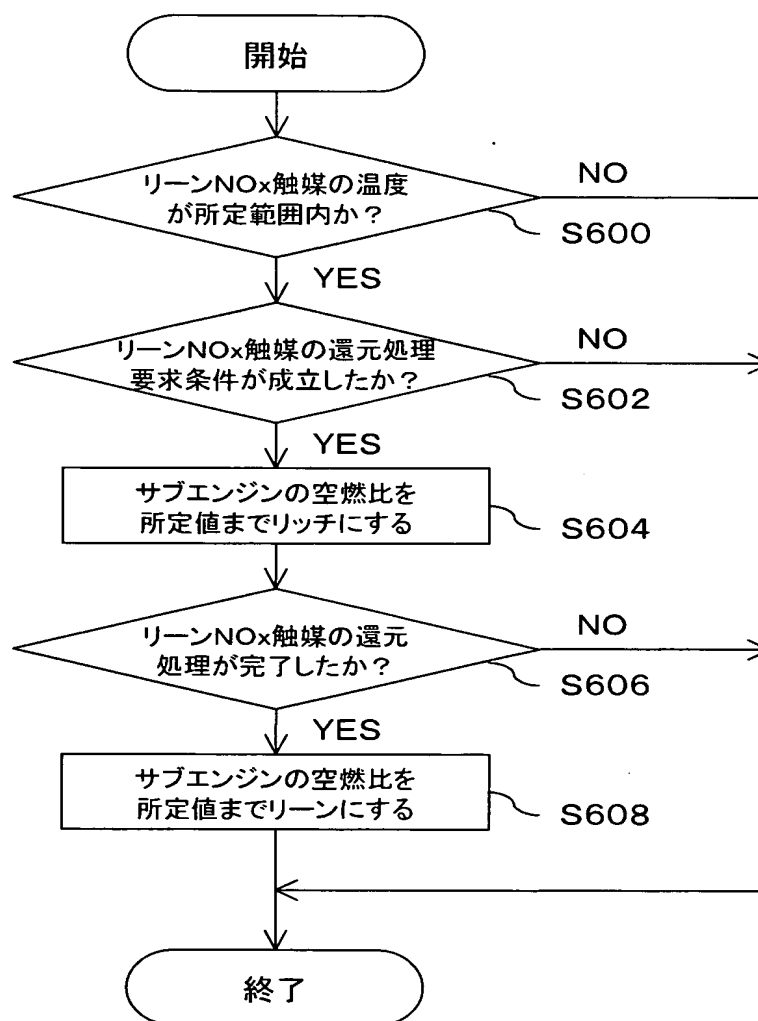 開始
リーンNOx触媒の温度
が所定範囲内か？
NO
S600
YES
リーンNOx触媒の還元処理
要求条件が成立したか？
NO
S602
YES
サブエンジンの空燃比を
所定値までリッチにする
S604
リーンNOx触媒の還元
処理が完了したか？
NO
S606
YES
サブエンジンの空燃比を
所定値までリーンにする
S608
終了